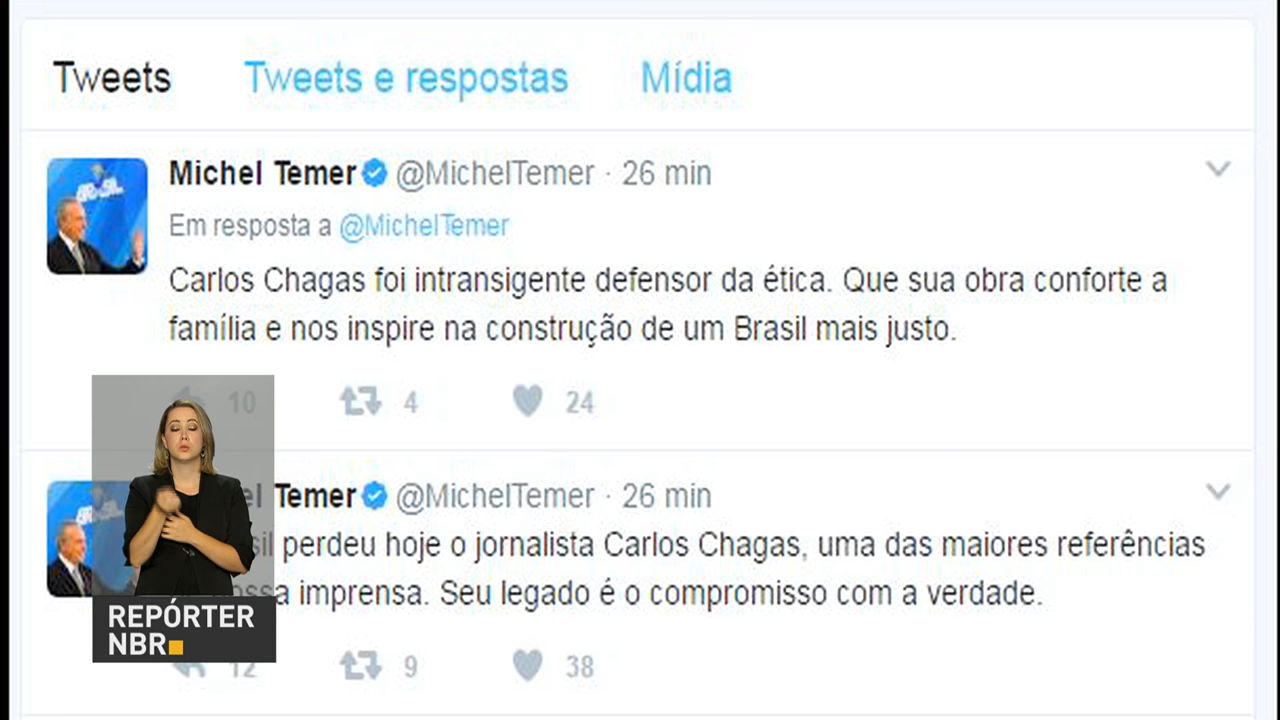 Tweets Tweets e respostas Mídia
Michel Temer @MichelTemer · 26 min
Em resposta a @MichelTemer
Carlos Chagas foi intransigente defensor da ética. Que sua obra conforte a
família e nos inspire na construção de um Brasil mais justo.
10 4 24
Temer @MichelTemer · 26 min
perdeu hoje o jornalista Carlos Chagas, uma das maiores referências
imprensa. Seu legado é o compromisso com a verdade.
12 9 38
REPÓRTER
NBR